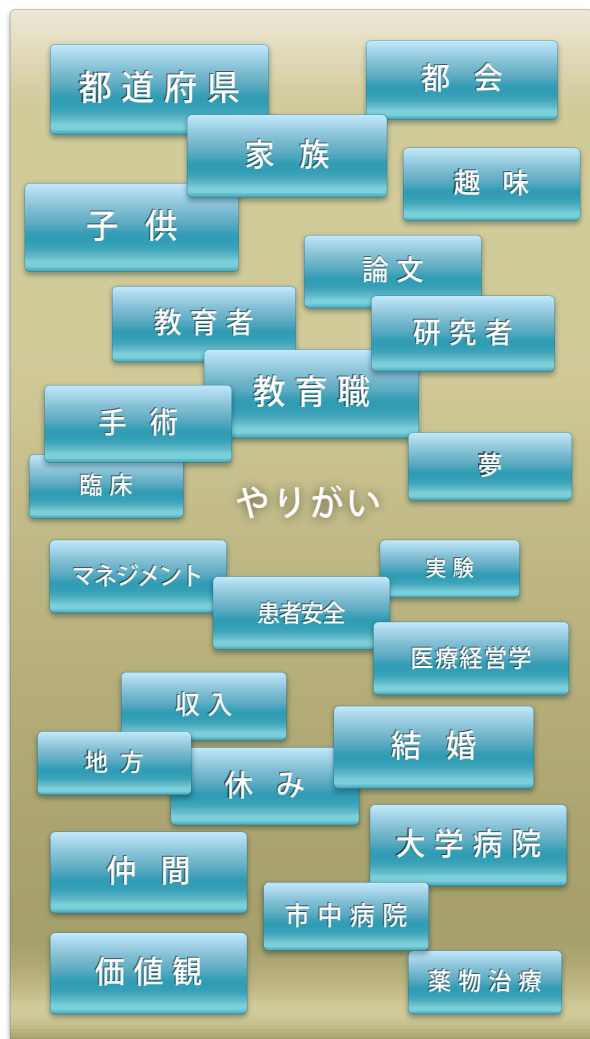 都道府県
都会
家族
趣味
子供
論文
教育者
研究者
教育職
手術
夢
臨床
やりがい
マネジメント
実験
患者安全
医療経営学
収入
結婚
地方
休み
大学病院
仲間
市中病院
価値観
薬物治療